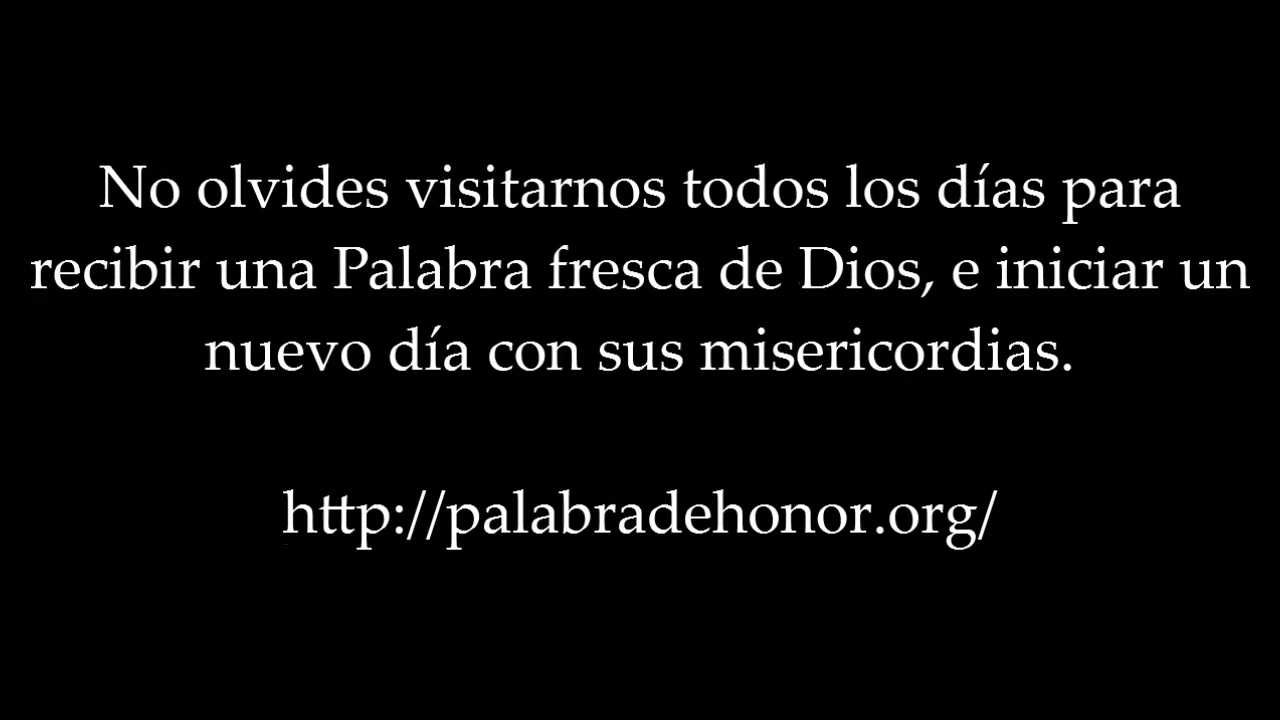 No olvides visitarnos todos los días para
recibir una Palabra fresca de Dios, e iniciar un
nuevo día con sus misericordias.
http://palabradehonor.org/